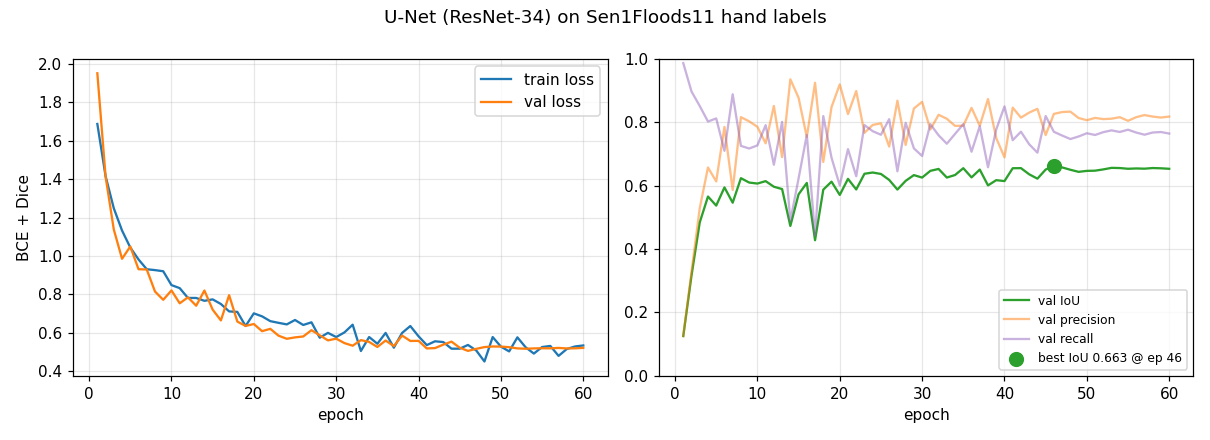 U-Net (ResNet-34) on Sen1Floods11 hand labels
BCE + Dice
2.0
1.8
1.6
1.4
1.2
1.0
0.8
0.6
0.4
0
10
20
30
40
50
60
epoch
train loss
val loss
1.0
0.8
0.6
0.4
0.2
0.0
0
10
20
30
40
50
60
epoch
val IoU
val precision
val recall
best IoU 0.663 @ ep 46